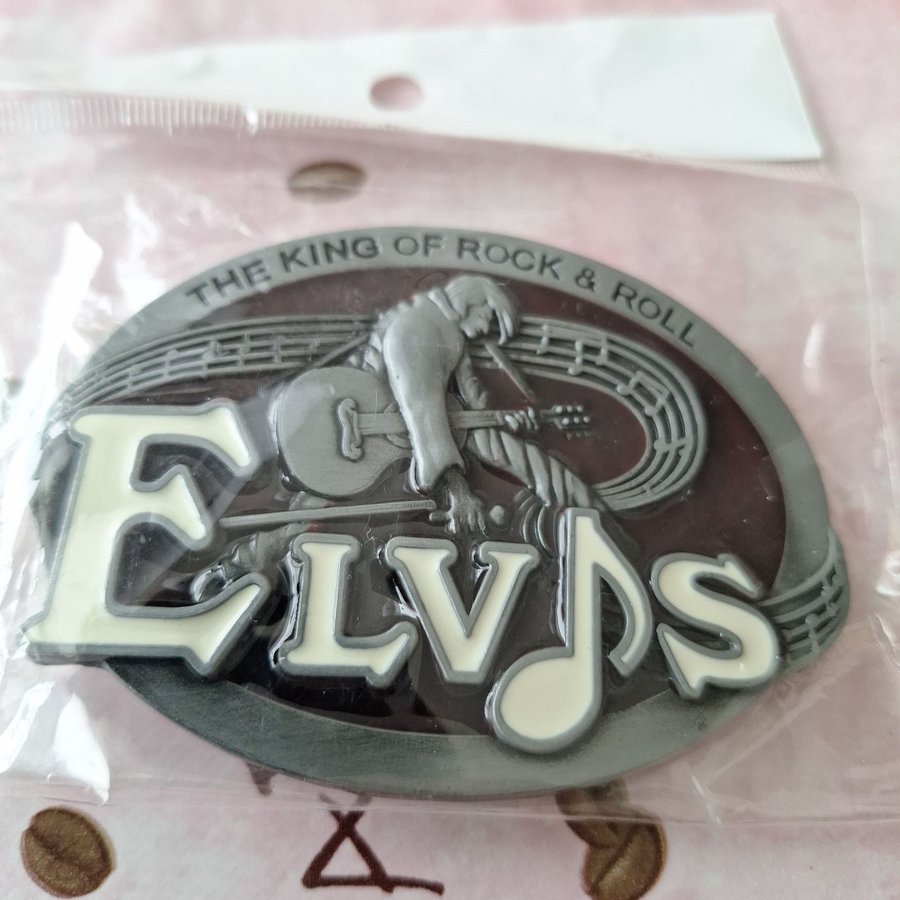 THE KING OF ROCK & ROLL
ELVIS